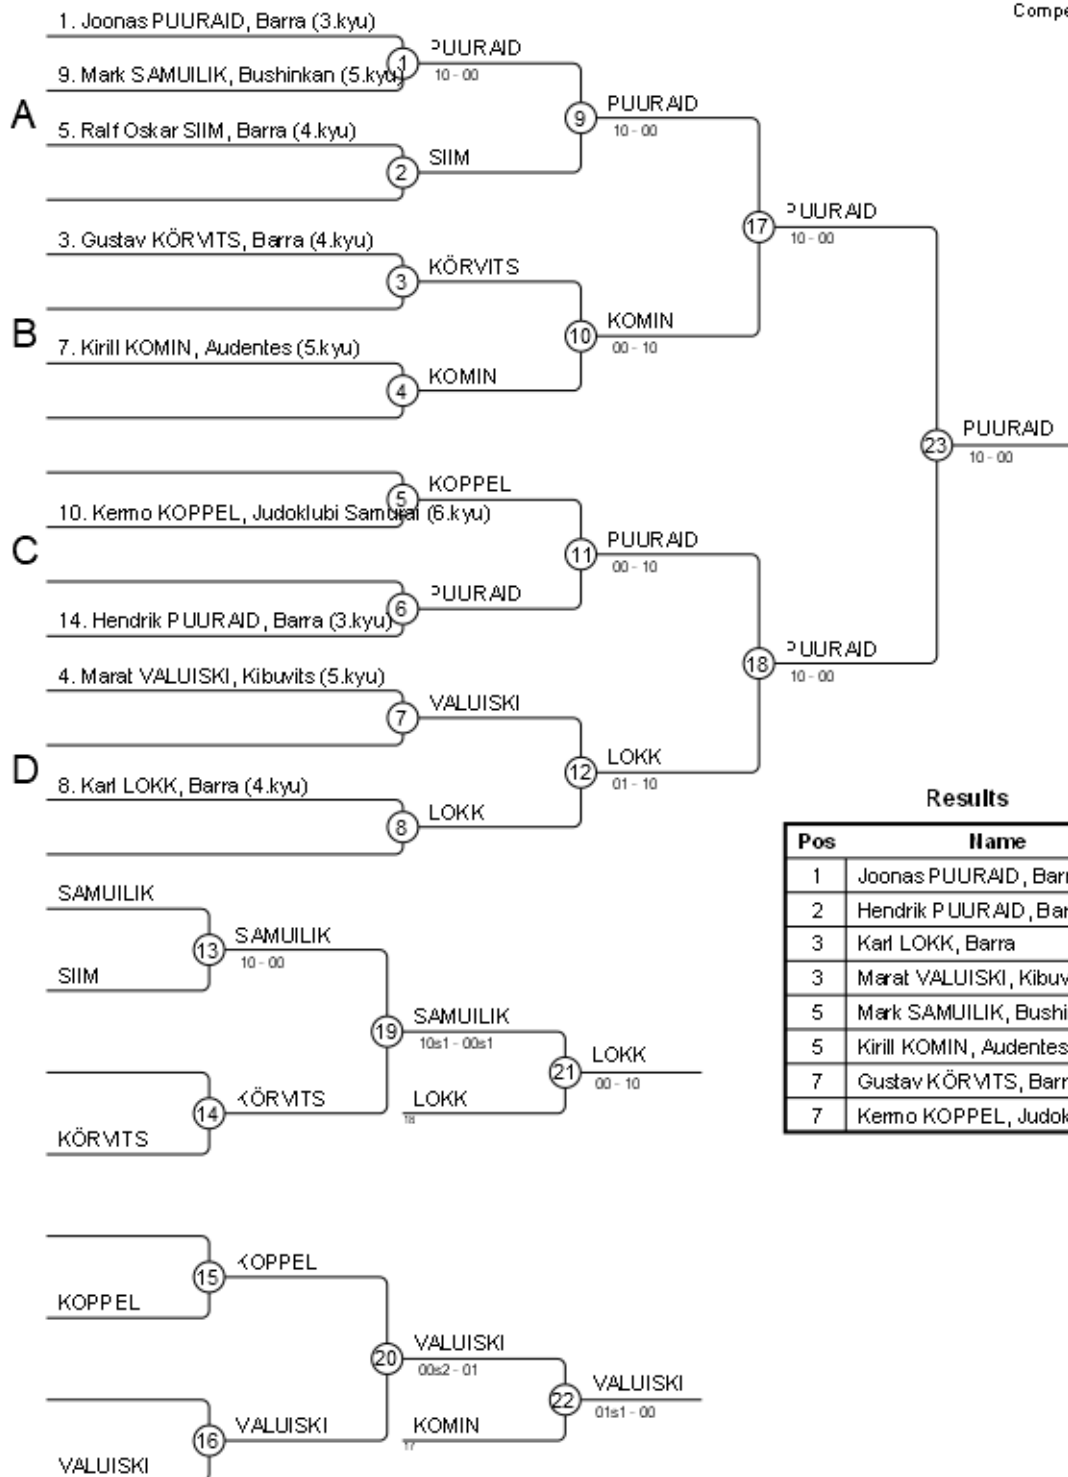 Compe
1. Joonas PUURAID, Barra (3.kyu)
1
PUURAID
10 - 00
9. Mark SAMUILIK, Bushinkan (5.kyu)
A
9
PUURAID
10 - 00
5. Ralf Oskar SIIM, Barra (4.kyu)
2
SIIM
17
PUURAID
10 - 00
3. Gustav KÖRVITS, Barra (4.kyu)
3
KÖRVITS
B
10
KOMIN
00 - 10
7. Kirill KOMIN, Audentes (5.kyu)
4
KOMIN
23
PUURAID
10 - 00
5
KOPPEL
10. Kermo KOPPEL, Judoklubi Samurai (6.kyu)
C
11
PUURAID
00 - 10
6
PUURAID
14. Hendrik PUURAID, Barra (3.kyu)
18
PUURAID
10 - 00
4. Marat VALUISKI, Kibuvits (5.kyu)
7
VALUISKI
D
12
LOKK
01 - 10
8. Karl LOKK, Barra (4.kyu)
8
LOKK
Results
Pos Name
1 Joonas PUURAID, Barr
2 Hendrik PUURAID, Bar
3 Karl LOKK, Barra
3 Marat VALUISKI, Kibuv
5 Mark SAMUILIK, Bushi
5 Kirill KOMIN, Audentes
7 Gustav KÖRVITS, Barr
7 Kermo KOPPEL, Judok
SAMUILIK
13
SAMUILIK
10 - 00
SIIM
19
SAMUILIK
10s1 - 00s1
21
LOKK
00 - 10
14
KÖRVITS
LOKK
18
KÖRVITS
15
KOPPEL
KOPPEL
20
VALUISKI
00s2 - 01
22
VALUISKI
01s1 - 00
16
VALUISKI
KOMIN
17
VALUISKI